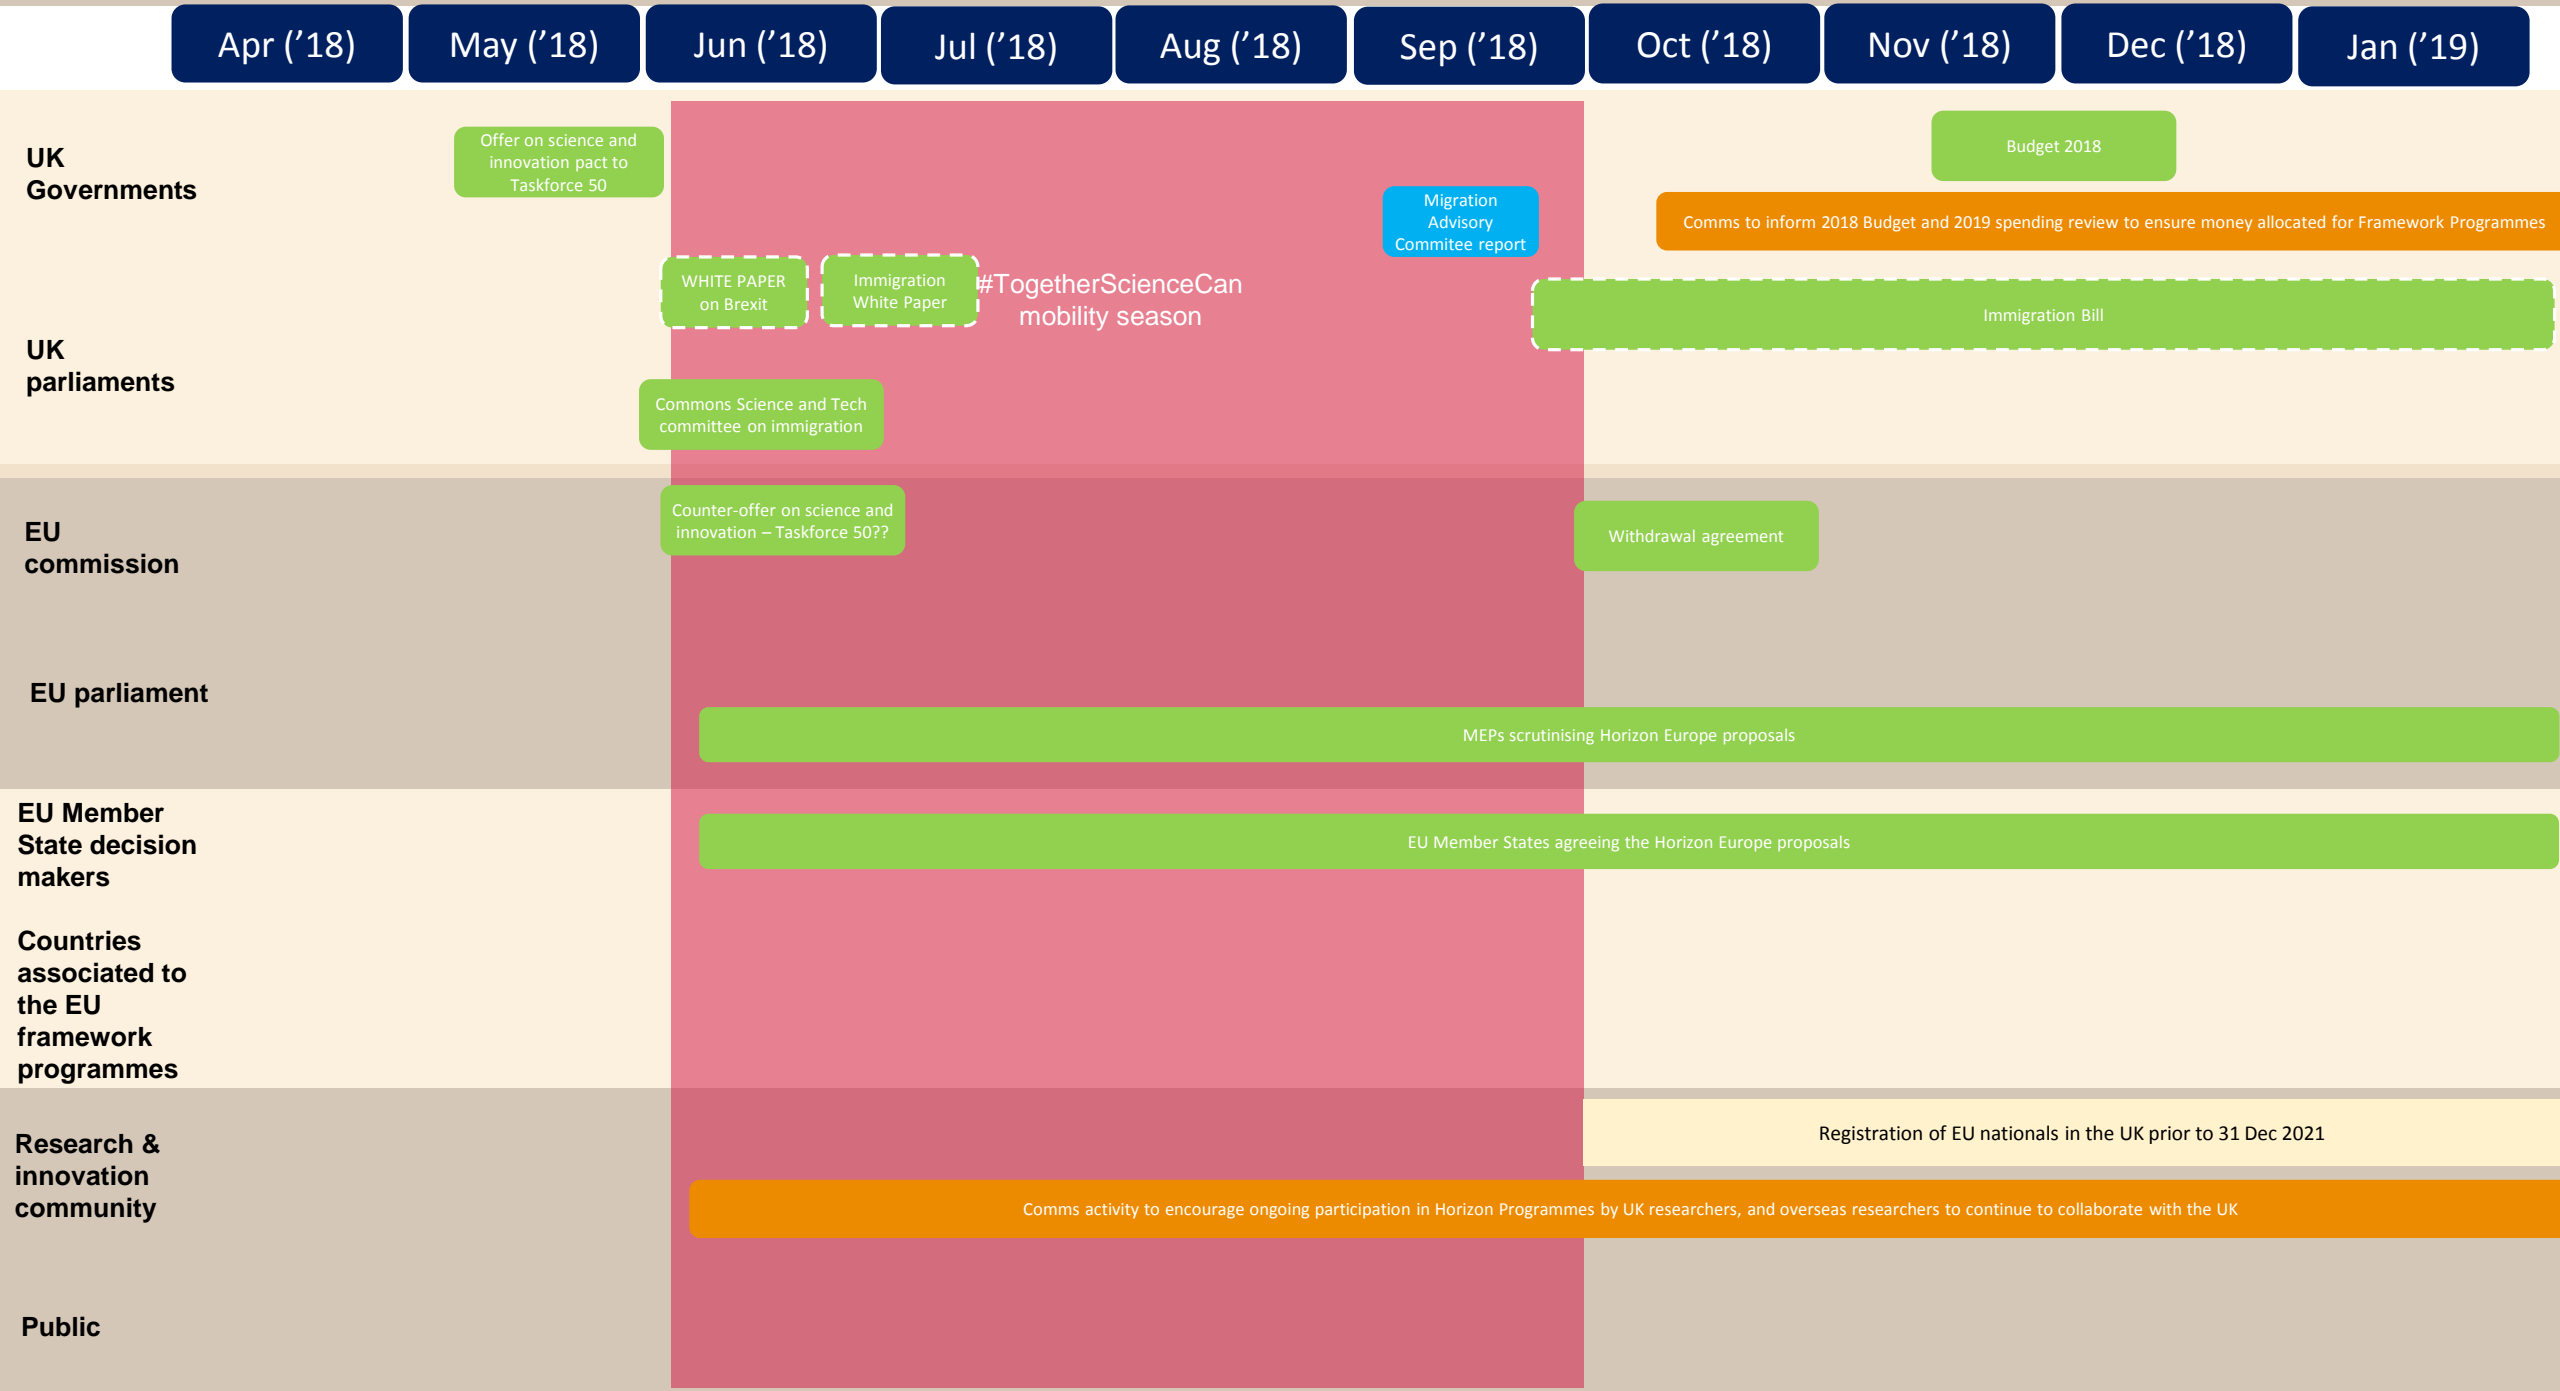 Apr (’18)
May (’18)
Jun (’18)
Jul (’18)
Aug (’18)
Sep (’18)
Oct (’18)
Nov (’18)
Dec (’18)
Jan (’19)
UK
Governments
Offer on science and
innovation pact to
Taskforce 50
Budget 2018
Migration
Advisory
Commitee report
Comms to inform 2018 Budget and 2019 spending review to ensure money allocated for Framework Programmes
UK
parliaments
WHITE PAPER
on Brexit
Immigration
White Paper
#TogetherScienceCan
mobility season
Immigration Bill
Commons Science and Tech
committee on immigration
EU
commission
Counter-offer on science and
innovation – Taskforce 50??
Withdrawal agreement
EU parliament
MEPs scrutinising Horizon Europe proposals
EU Member
State decision
makers
EU Member States agreeing the Horizon Europe proposals
Countries
associated to
the EU
framework
programmes
Research &
innovation
community
Registration of EU nationals in the UK prior to 31 Dec 2021
Comms activity to encourage ongoing participation in Horizon Programmes by UK researchers, and overseas researchers to continue to collaborate with the UK
Public